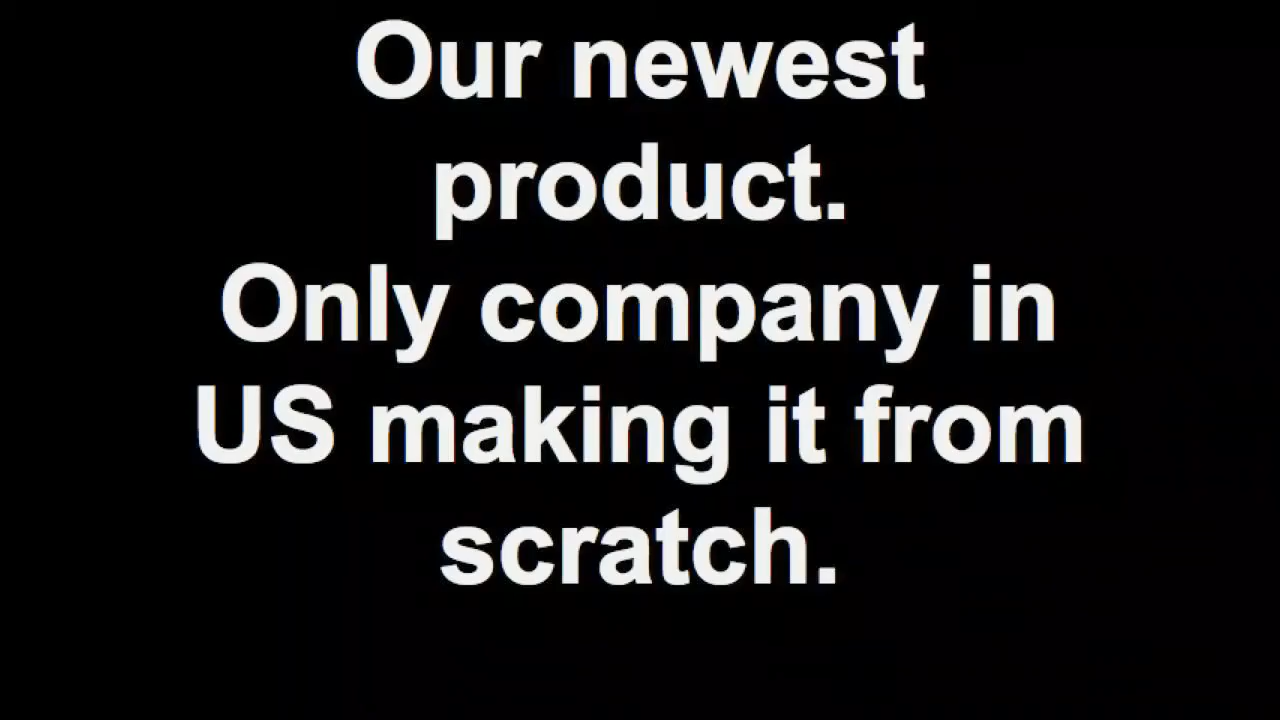 Our newest
product.
Only company in
US making it from
scratch.